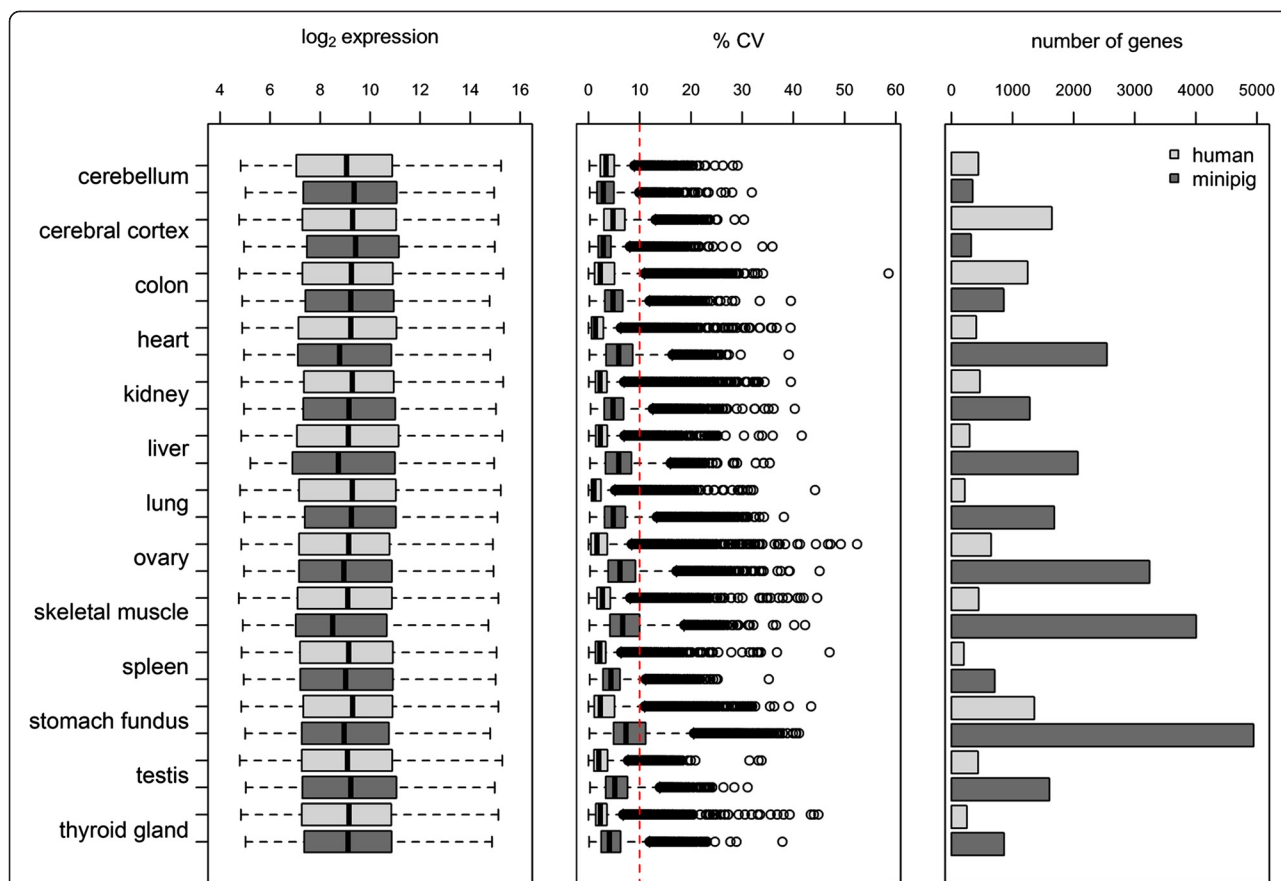 log2 expression
% CV
number of genes
4 6 8 10 12 14 16
0 10 20 30 40 50 60
0 1000 2000 3000 4000 5000
human
minipig
cerebellum
cerebral cortex
colon
heart
kidney
liver
lung
ovary
skeletal muscle
spleen
stomach fundus
testis
thyroid gland